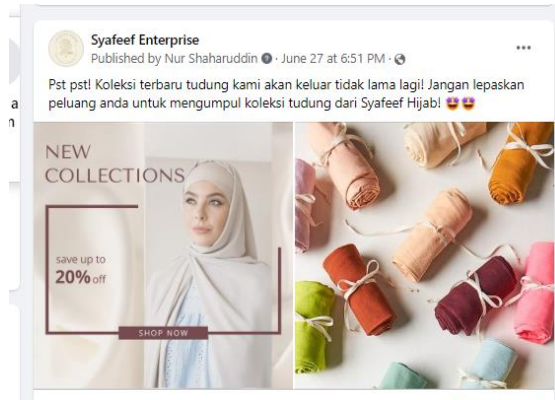 Syafeef Enterprise
Published by Nur Shaharuddin · June 27 at 6:51 PM ·
Pst pst! Koleksi terbaru tudung kami akan keluar tidak lama lagi! Jangan lepaskan
peluang anda untuk mengumpul koleksi tudung dari Syafeef Hijab! 🤩🤩
a
n
NEW
COLLECTIONS
save up to
20% off
SHOP NOW